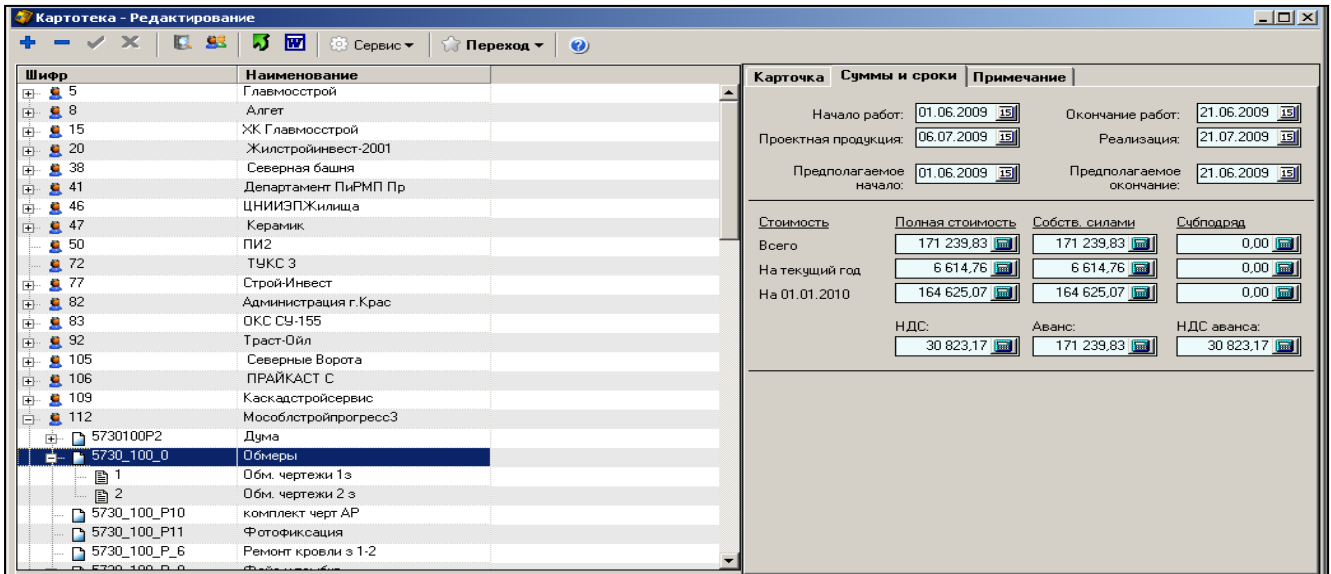 Картотека - Редактирование
Сервис Переход
Шифр Наименование
5 Главмосстрой
8 Алгет
15 ХК Главмосстрой
20 Жилстройинвест-2001
38 Северная башня
41 Департамент ПиРМП Пр
46 ЦНИИЭПЖилища
47 Керамик
50 ПИ2
72 ТУКС 3
77 Строй-Инвест
82 Администрация г.Крас
83 ОКС СУ-155
92 Траст-Ойл
105 Северные Ворота
106 ПРАЙКАСТ С
109 Каскадстройсервис
112 Мособлстройпрогресс3
5730100Р2 Дума
5730_100_0 Обмеры
1 Обм. чертежи 1з
2 Обм. чертежи 2 з
5730_100_Р10 комплект черт АР
5730_100_Р11 Фотофиксация
5730_100_Р_6 Ремонт кровли з 1-2
Карточка Суммы и сроки Примечание
Начало работ: 01.06.2009 15 Окончание работ: 21.06.2009 15
Проектная продукция: 06.07.2009 15 Реализация: 21.07.2009 15
Предполагаемое начало: 01.06.2009 15 Предполагаемое окончание: 21.06.2009 15
Стоимость Полная стоимость Собств. силами Субподряд
Всего 171 239,83 171 239,83 0,00
На текущий год 6 614,76 6 614,76 0,00
На 01.01.2010 164 625,07 164 625,07 0,00
НДС: Аванс: НДС аванса:
30 823,17 171 239,83 30 823,17